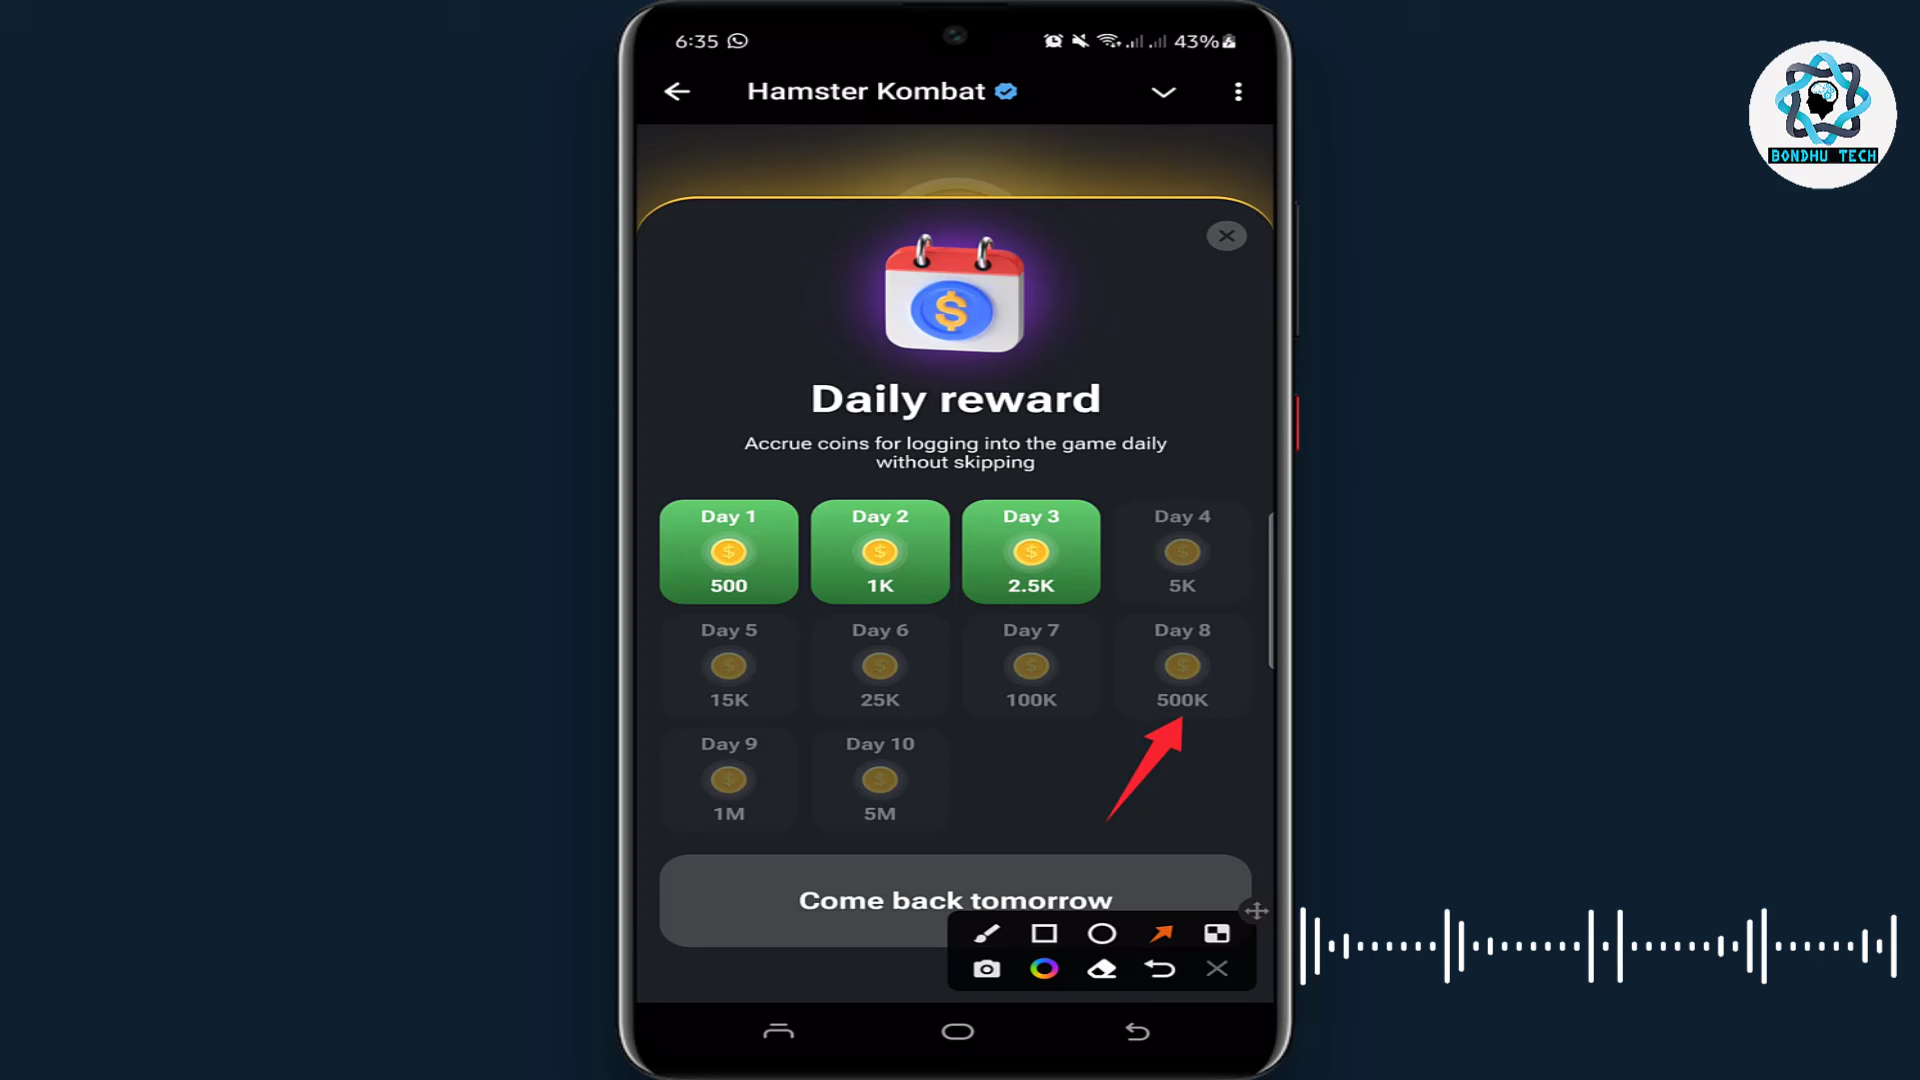 6:35
43%
Hamster Kombat
BONDHU TECH
Daily reward
Accrue coins for logging into the game daily
without skipping
Day 1
Day 2
Day 3
Day 4
500
1K
2.5K
5K
Day 5
Day 6
Day 7
Day 8
15K
25K
100K
500K
Day 9
Day 10
1M
5M
Come back tomorrow